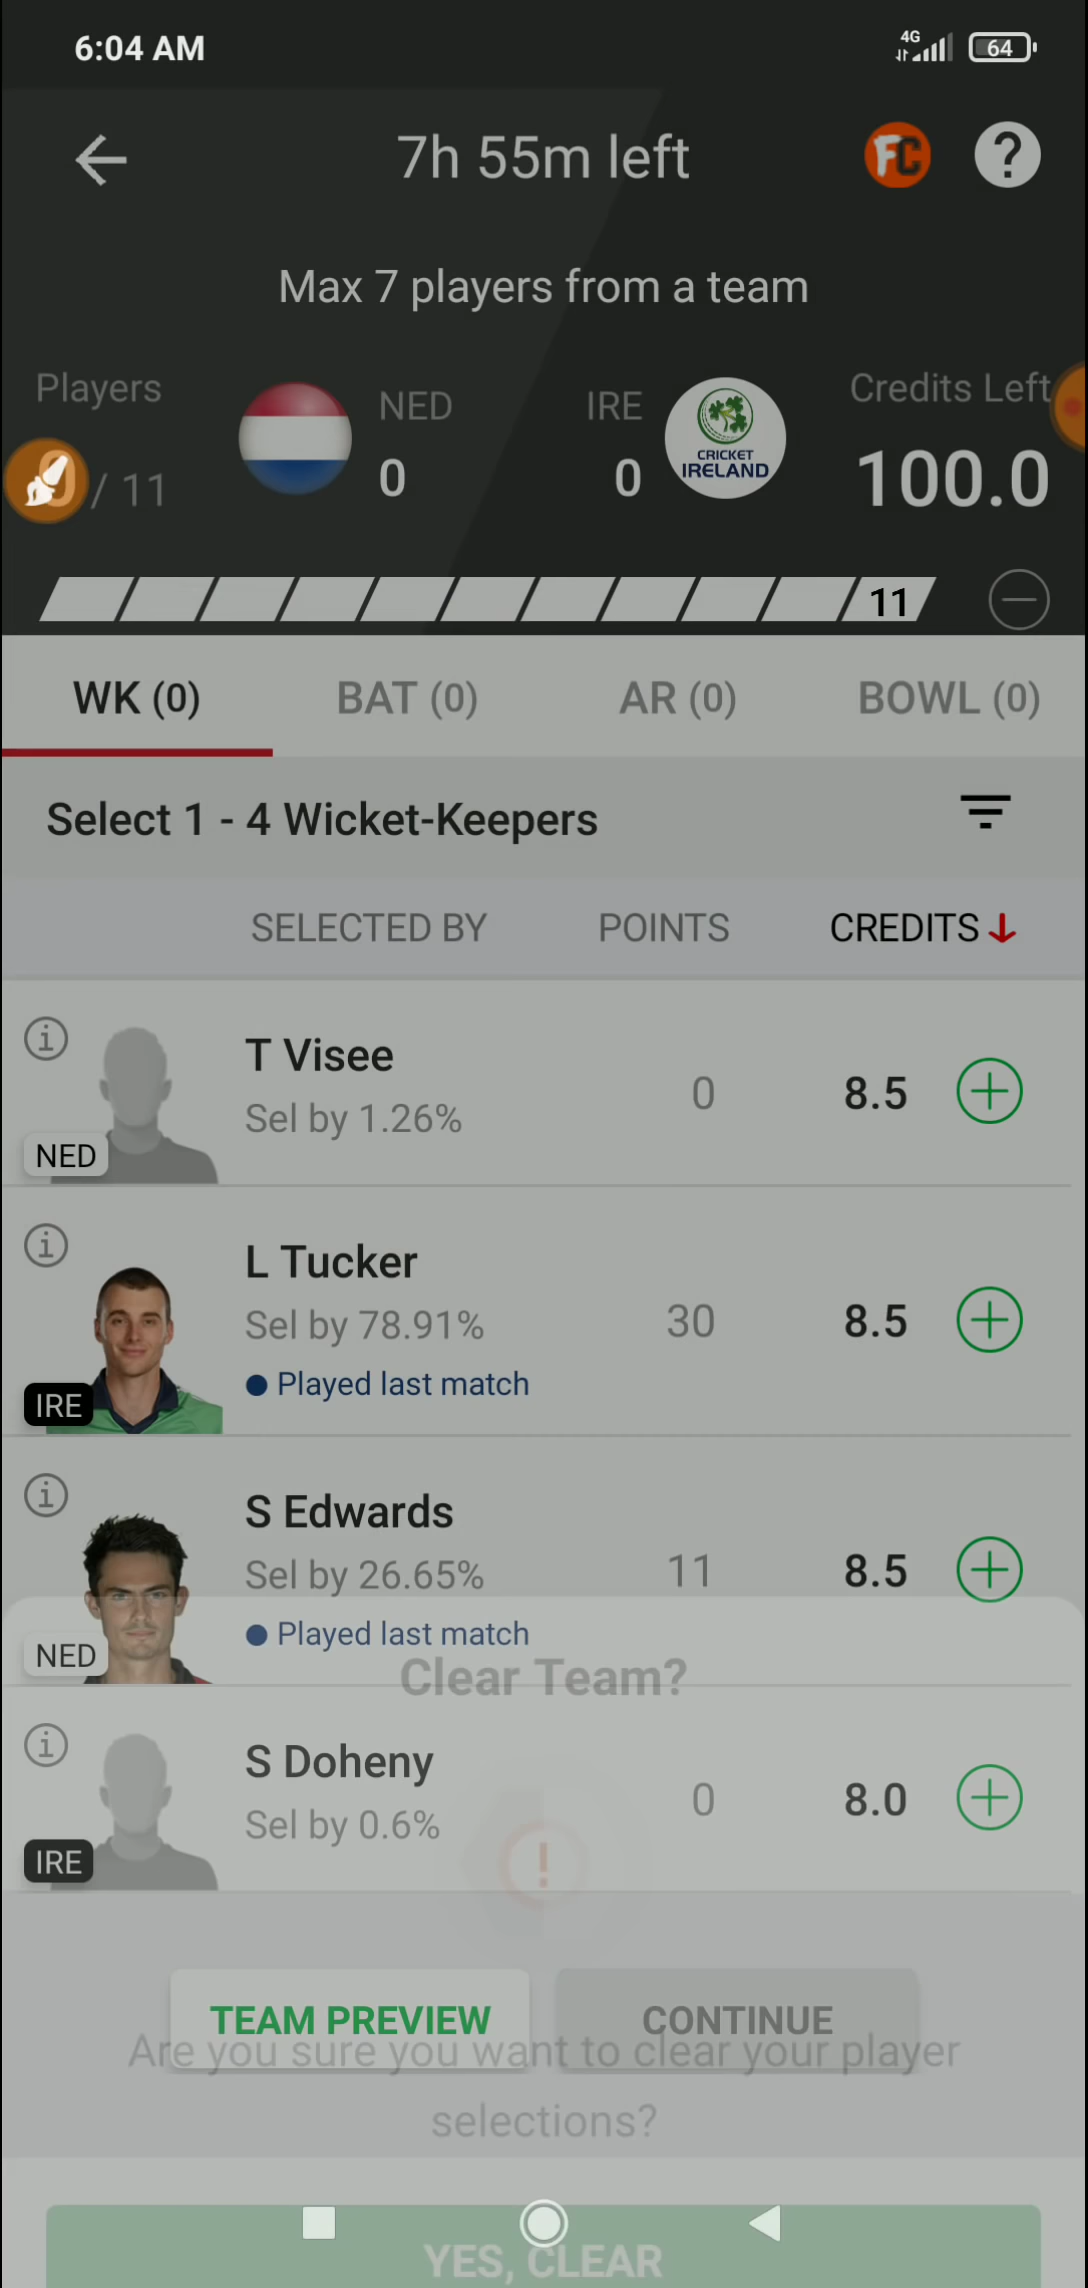 6:04 AM
4G
64
7h 55m left
FC
?
Max 7 players from a team
Players
NED
IRE
Credits Left
0 / 11
0
0
CRICKET
IRELAND
100.0
11
WK (0)
BAT (0)
AR (0)
BOWL (0)
Select 1 - 4 Wicket-Keepers
SELECTED BY
POINTS
CREDITS
T Visee
Sel by 1.26%
0
8.5
NED
L Tucker
Sel by 78.91%
30
8.5
Played last match
IRE
S Edwards
Sel by 26.65%
11
8.5
Played last match
NED
Clear Team?
S Doheny
Sel by 0.6%
0
8.0
IRE
!
TEAM PREVIEW
CONTINUE
Are you sure you want to clear your player
selections?
YES, CLEAR